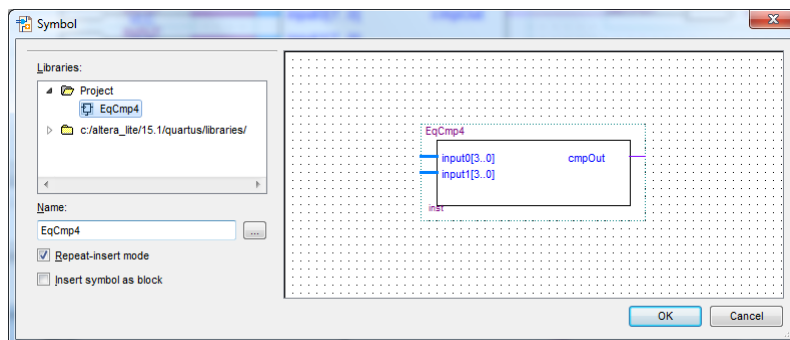 Symbol
Libraries:
Project
EqCmp4
c:/altera_lite/15.1/quartus/libraries/
Name:
EqCmp4
...
Repeat-insert mode
Insert symbol as block
EqCmp4
input0[3..0] cmpOut
input1[3..0]
inst
OK Cancel